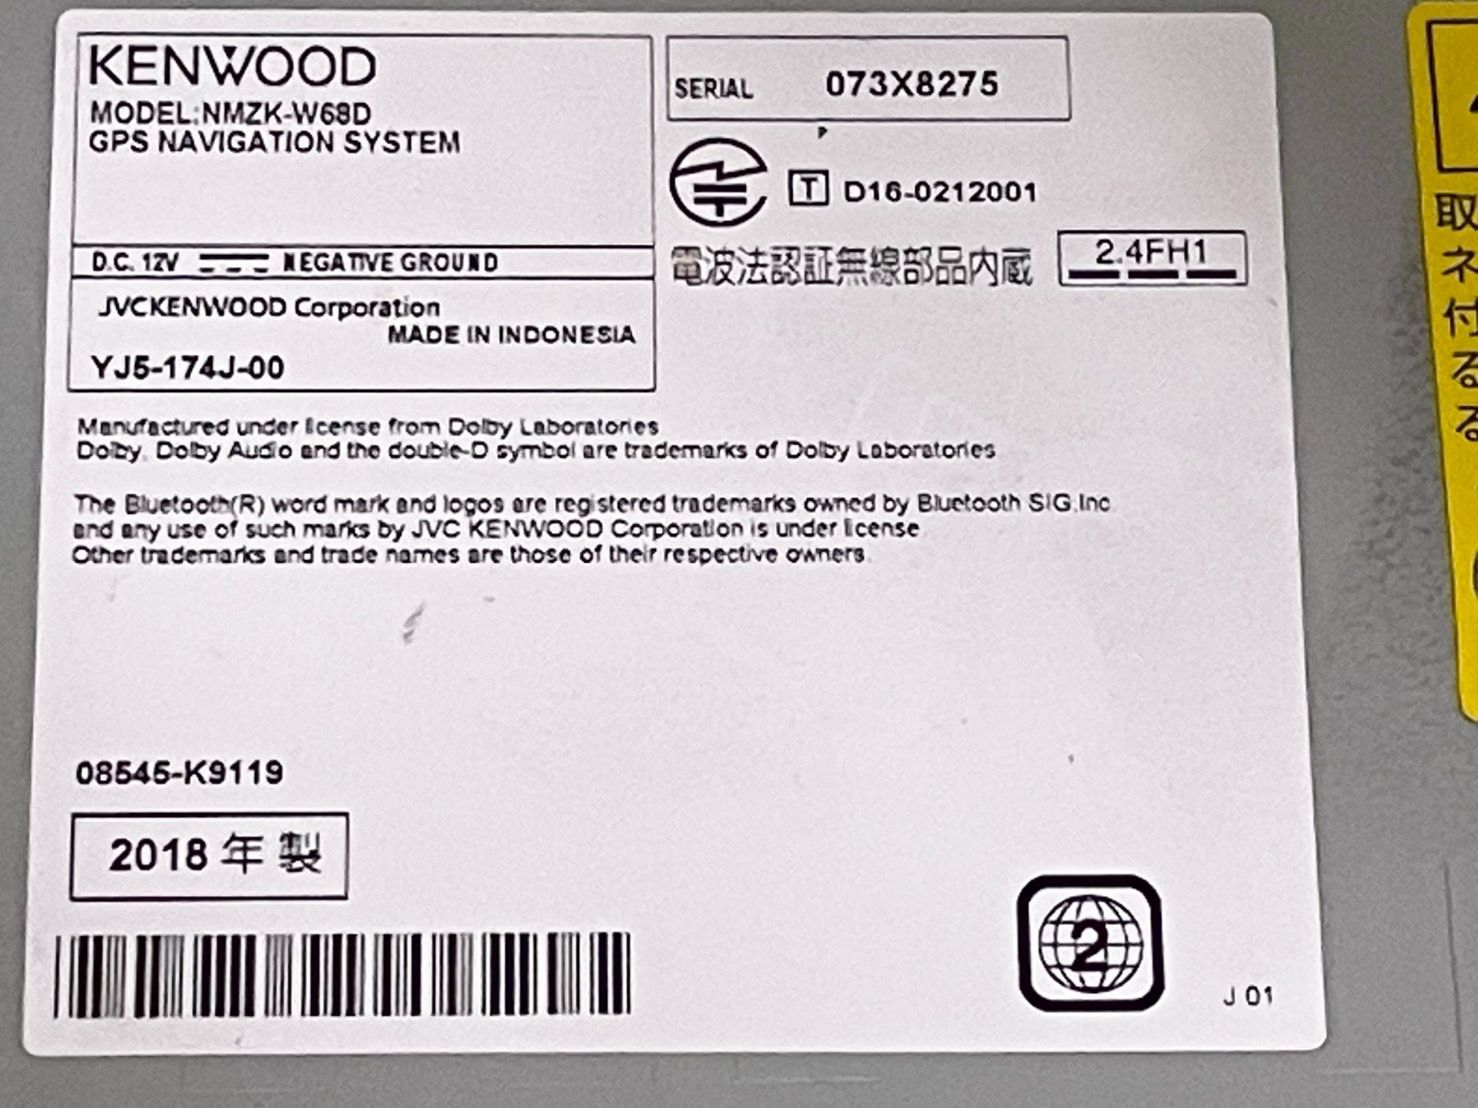 KENWOOD
MODEL:NMZK-W68D
GPS NAVIGATION SYSTEM
D.C. 12V NEGATIVE GROUND
JVCKENWOOD Corporation
MADE IN INDONESIA
YJ5-174J-00
SERIAL 073X8275
T D16-0212001
電波法認証無線部品内蔵 2.4FH1
Manufactured under license from Dolby Laboratories
Dolby, Dolby Audio and the double-D symbol are trademarks of Dolby Laboratories
The Bluetooth(R) word mark and logos are registered trademarks owned by Bluetooth SIG.Inc
and any use of such marks by JVC KENWOOD Corporation is under license.
Other trademarks and trade names are those of their respective owners.
08545-K9119
2018 年 製
2
J 01
取
ネ
付
る
る